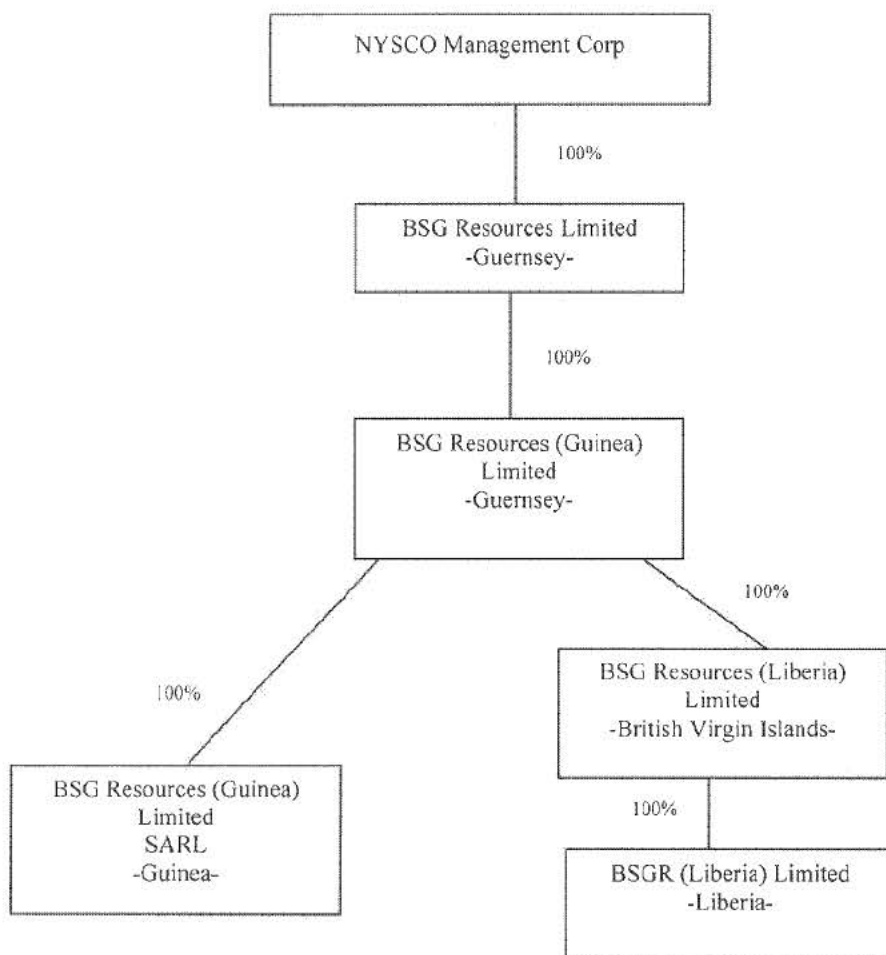 NYSCO Management Corp
100%
BSG Resources Limited
-Guernsey-
100%
BSG Resources (Guinea)
Limited
-Guernsey-
100%
100%
BSG Resources (Liberia)
Limited
-British Virgin Islands-
BSG Resources (Guinea)
Limited
SARL
-Guinea-
100%
BSGR (Liberia) Limited
-Liberia-